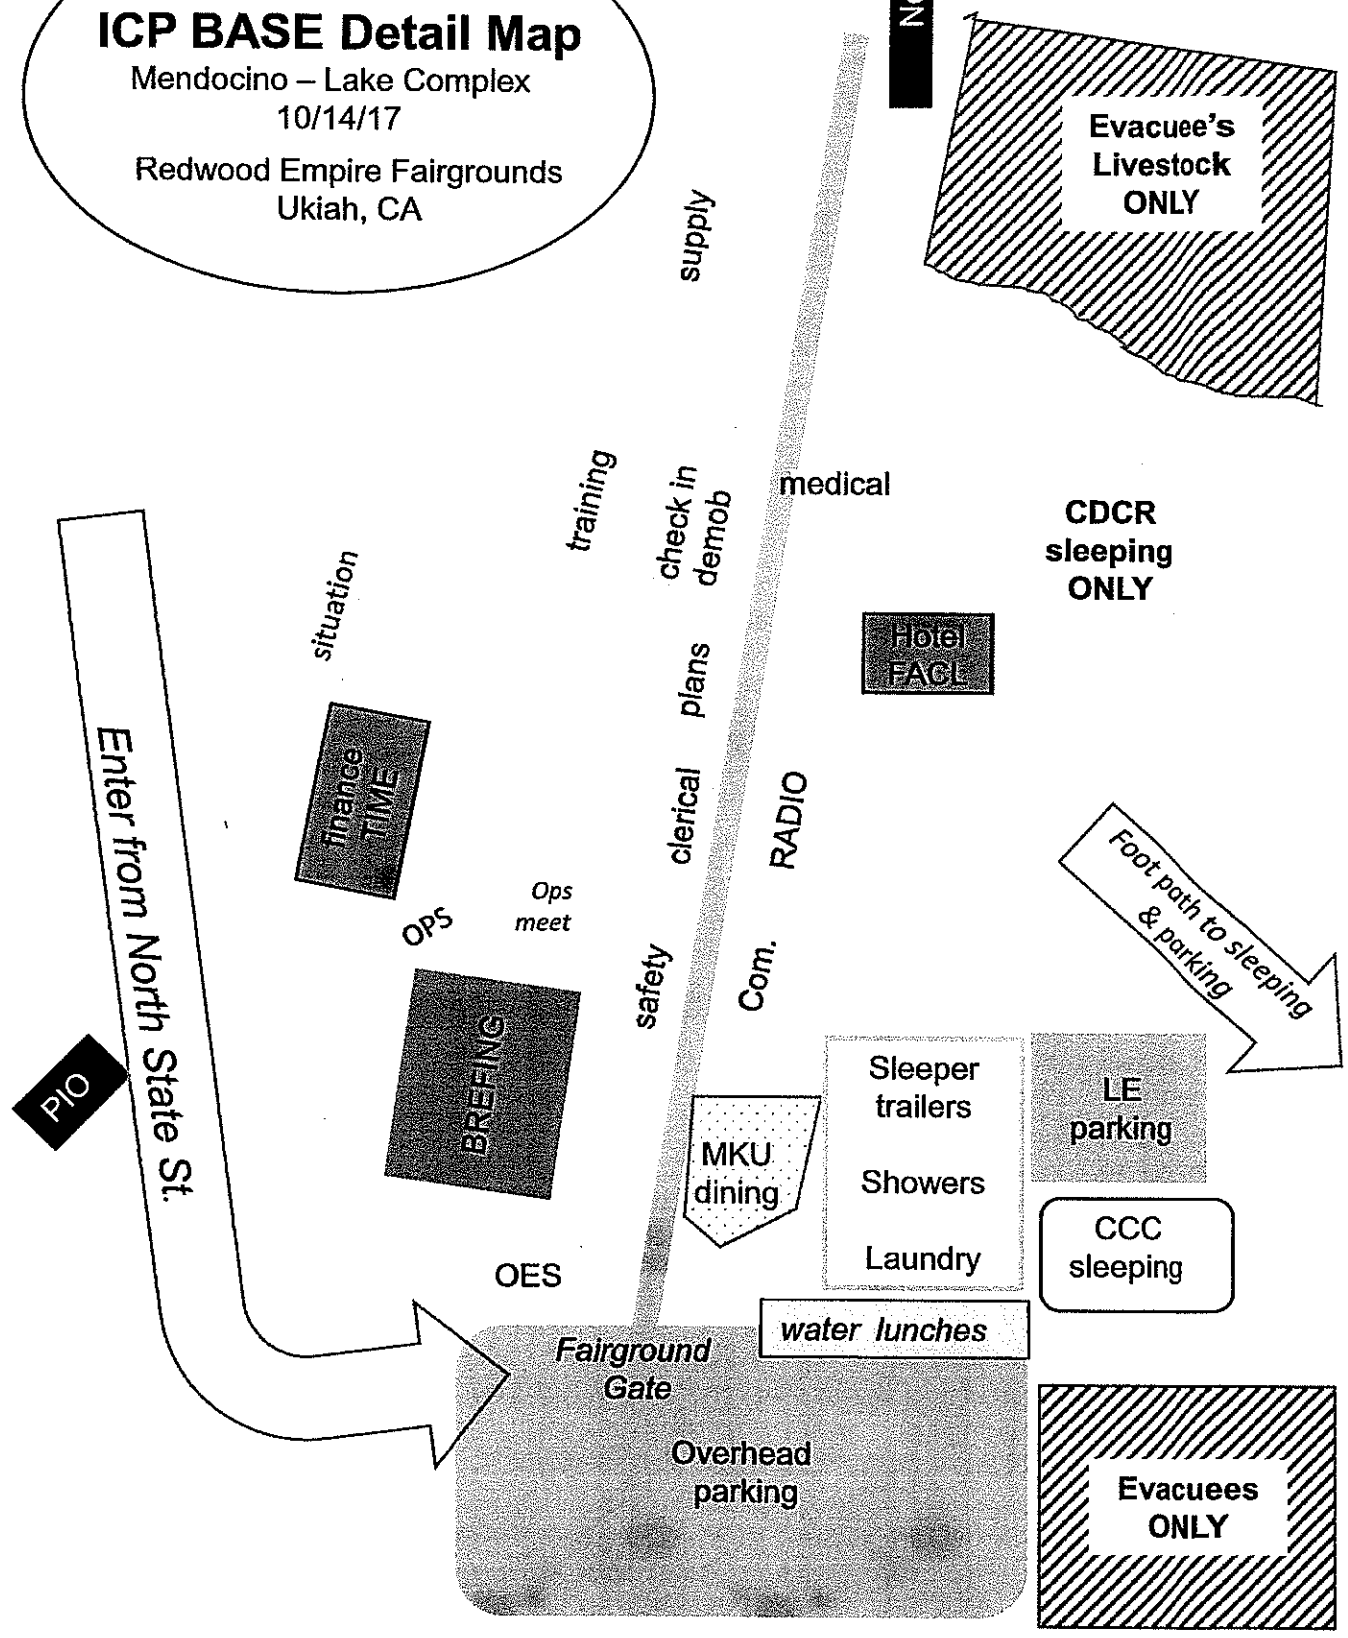 ICP BASE Detail Map
Mendocino – Lake Complex
10/14/17
Redwood Empire Fairgrounds
Ukiah, CA
Evacuee's
Livestock
ONLY
supply
training
check in
demob
medical
CDCR
sleeping
ONLY
situation
Hotel
FACL
plans
finance
TIME
clerical
RADIO
Enter from North State St.
Foot path to sleeping
& parking
OPS
Ops
meet
safety
Com.
BREFING
PIO
Sleeper
trailers
Showers
Laundry
LE
parking
MKU
dining
CCC
sleeping
OES
water lunches
Fairground
Gate
Overhead
parking
Evacuees
ONLY